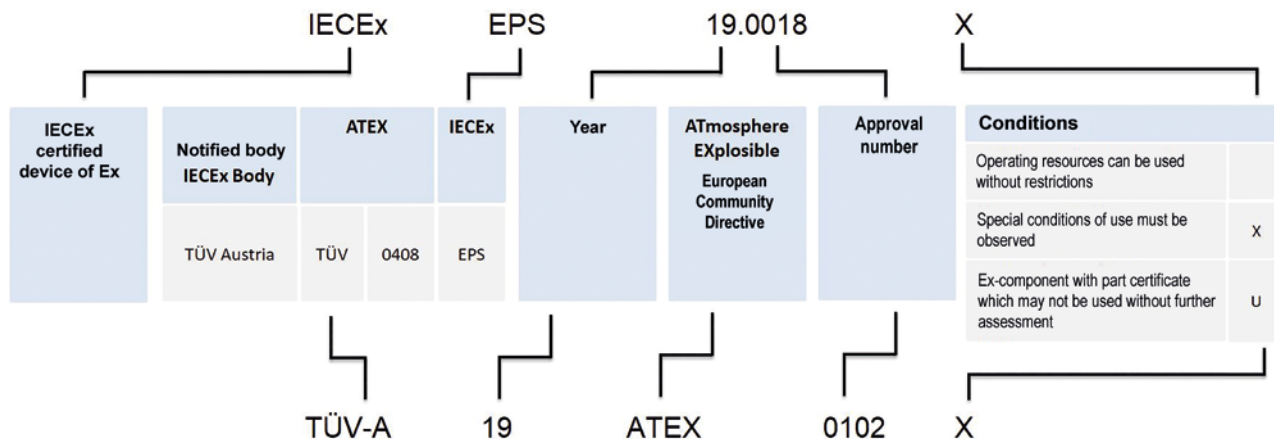 IECEx EPS 19.0018 X
IECEx
certified
device of Ex
Notified body
IECEx Body
ATEX
IECEx
TÜV Austria
TÜV
0408
EPS
Year
ATmosphere
EXplosible
European
Community
Directive
Approval
number
Conditions
Operating resources can be used
without restrictions
Special conditions of use must be
observed
X
Ex-component with part certificate
which may not be used without further
assessment
U
TÜV-A 19 ATEX 0102 X